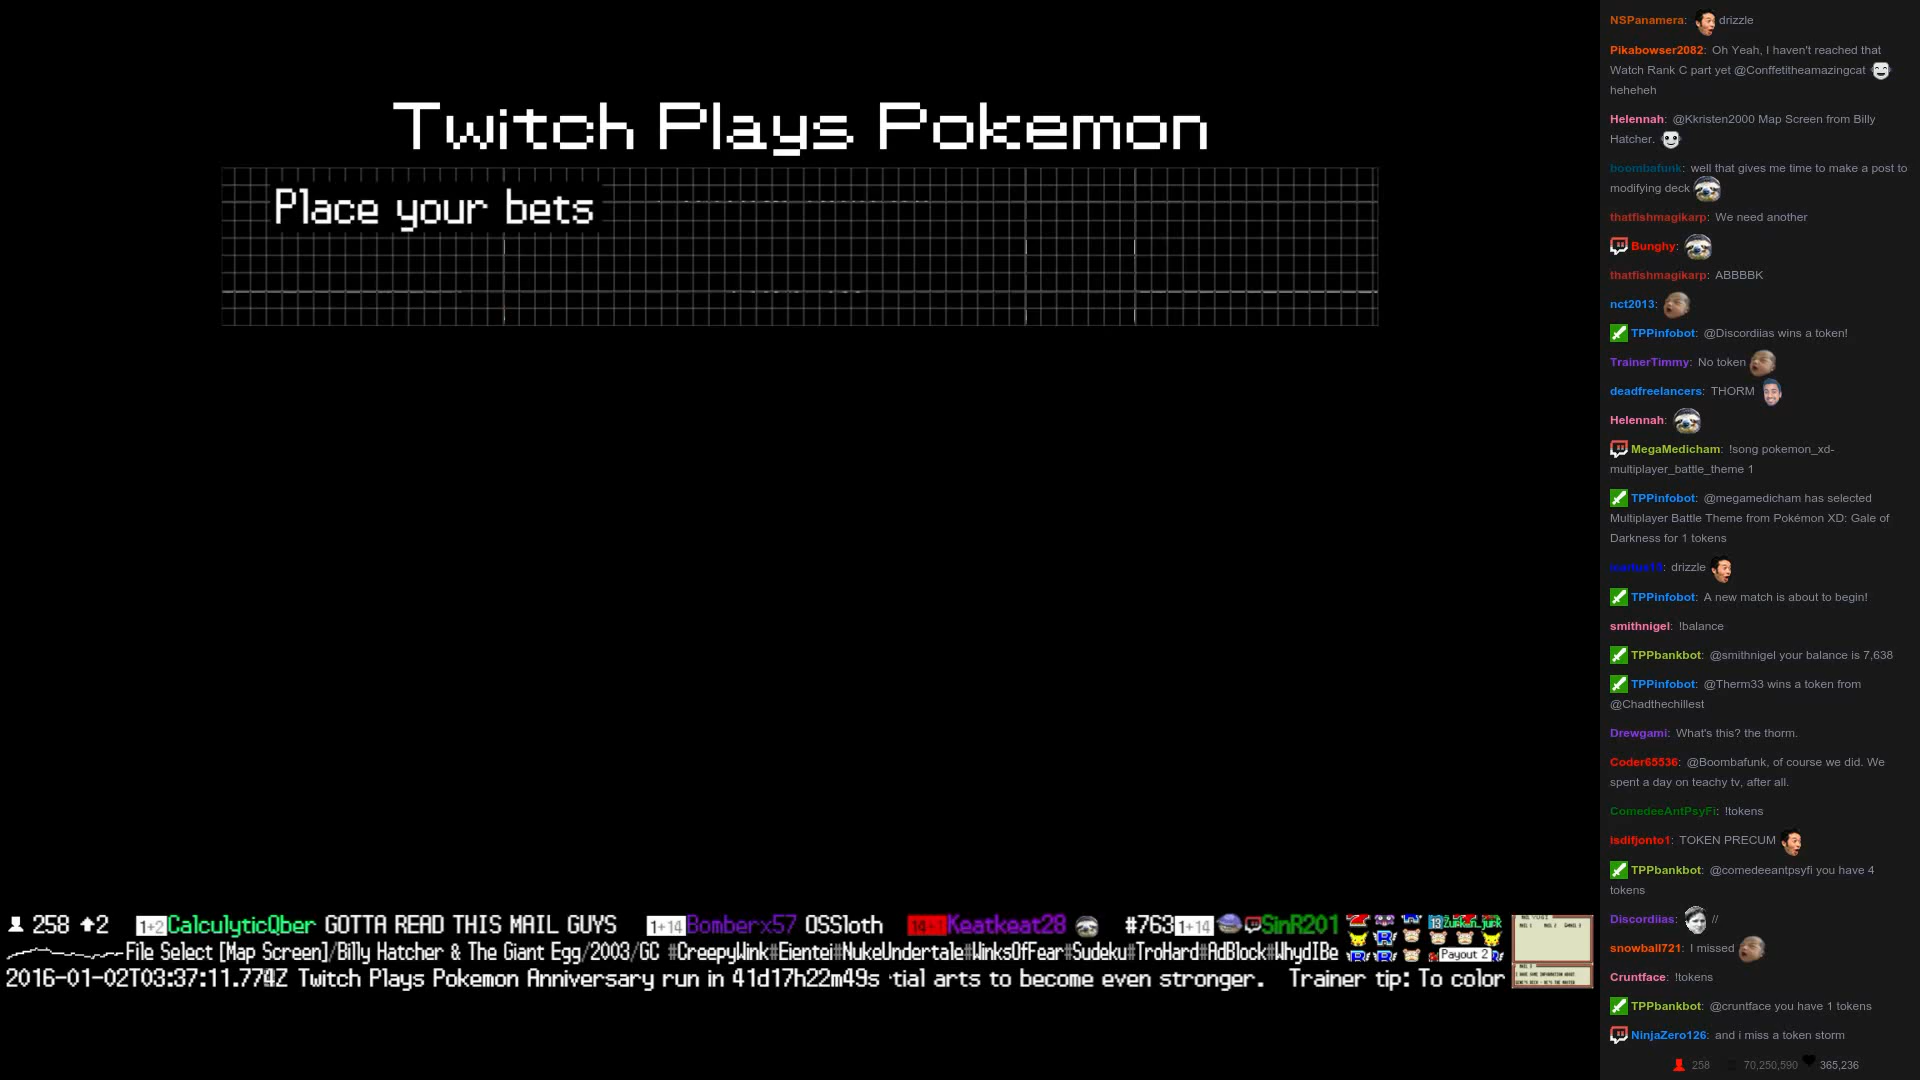 Twitch Plays Pokemon
Place your bets
258 2 1+2 CalculyticQber GOTTA READ THIS MAIL GUYS 1+14 Bomberx57 OSSloth Keatkeat28 #763 1+14 SinR201
File Select [Map Screen]/Billy Hatcher & The Giant Egg/2003/GC #CreepyWink#Eientei#NukeUndertale#WinksOfFear#Sudeku#TroHard#AdBlock#WhydIBe
Payout 2
2016-01-02T03:37:11.774Z Twitch Plays Pokemon Anniversary run in 41d17h22m49s tial arts to become even stronger. Trainer tip: To color
NSPanamera: drizzle
Pikabowser2082: Oh Yeah, I haven't reached that
Watch Rank C part yet @Conffetitheamazingcat
heheheh
Helennah: @Kkristen2000 Map Screen from Billy
Hatcher.
boombafunk: well that gives me time to make a post to
modifying deck
thatfishmagikarp: We need another
Bunghy:
thatfishmagikarp: ABBBBK
nct2013:
TPPinfobot: @Discordiias wins a token!
TrainerTimmy: No token
deadfreelancers: THORM
Helennah:
MegaMedicham: !song pokemon_xd-
multiplayer_battle_theme 1
TPPinfobot: @megamedicham has selected
Multiplayer Battle Theme from Pokémon XD: Gale of
Darkness for 1 tokens
drizzle
TPPinfobot: A new match is about to begin!
smithnigel: !balance
TPPbankbot: @smithnigel your balance is 7,638
TPPinfobot: @Therm33 wins a token from
@Chadthechillest
Drewgami: What's this? the thorm.
Coder65536: @Boombafunk, of course we did. We
spent a day on teachy tv, after all.
ComedeeAntPsyFi: !tokens
isdifjonto1: TOKEN PRECUM
TPPbankbot: @comedeeantpsyfi you have 4
tokens
Discordiias: //
snowball721: I missed
Cruntface: !tokens
TPPbankbot: @cruntface you have 1 tokens
NinjaZero126: and i miss a token storm
258 70,250,590 365,236